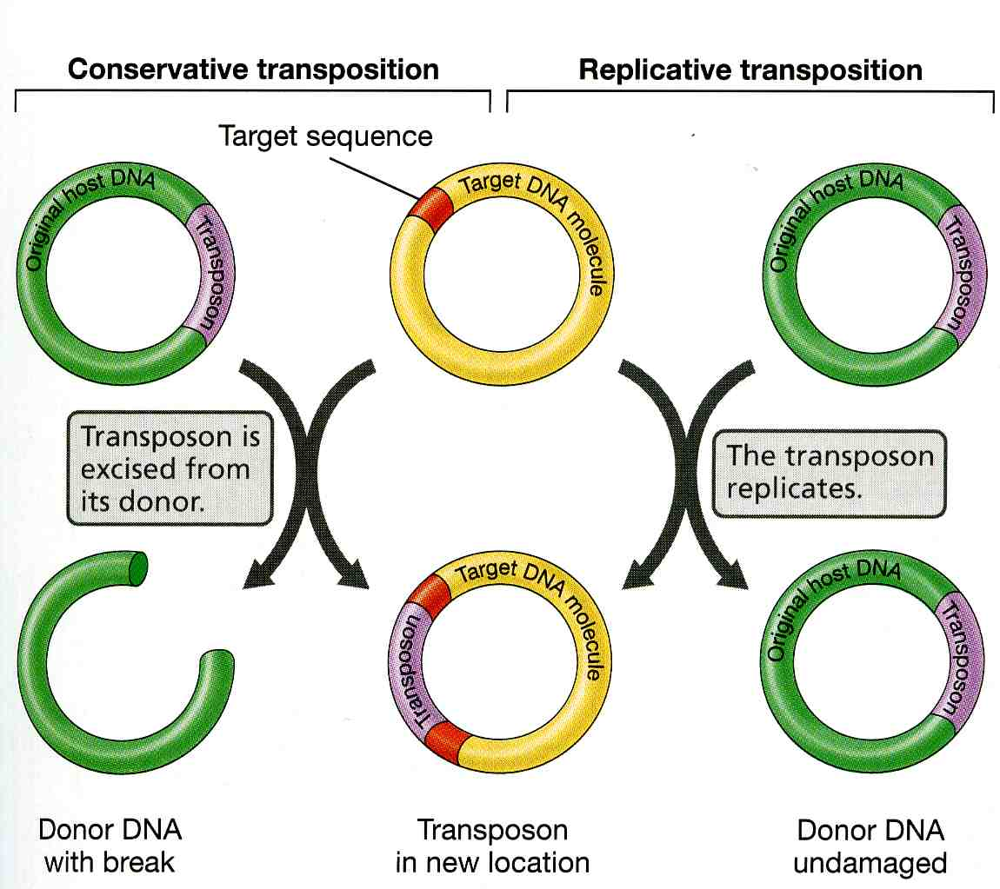 Conservative transposition
Replicative transposition
Target sequence
Original host DNA
Transposon
Target DNA molecule
Original host DNA
Transposon
Transposon is
excised from
its donor.
The transposon
replicates.
Target DNA molecule
Transposon
Original host DNA
Transposon
Donor DNA
with break
Transposon
in new location
Donor DNA
undamaged